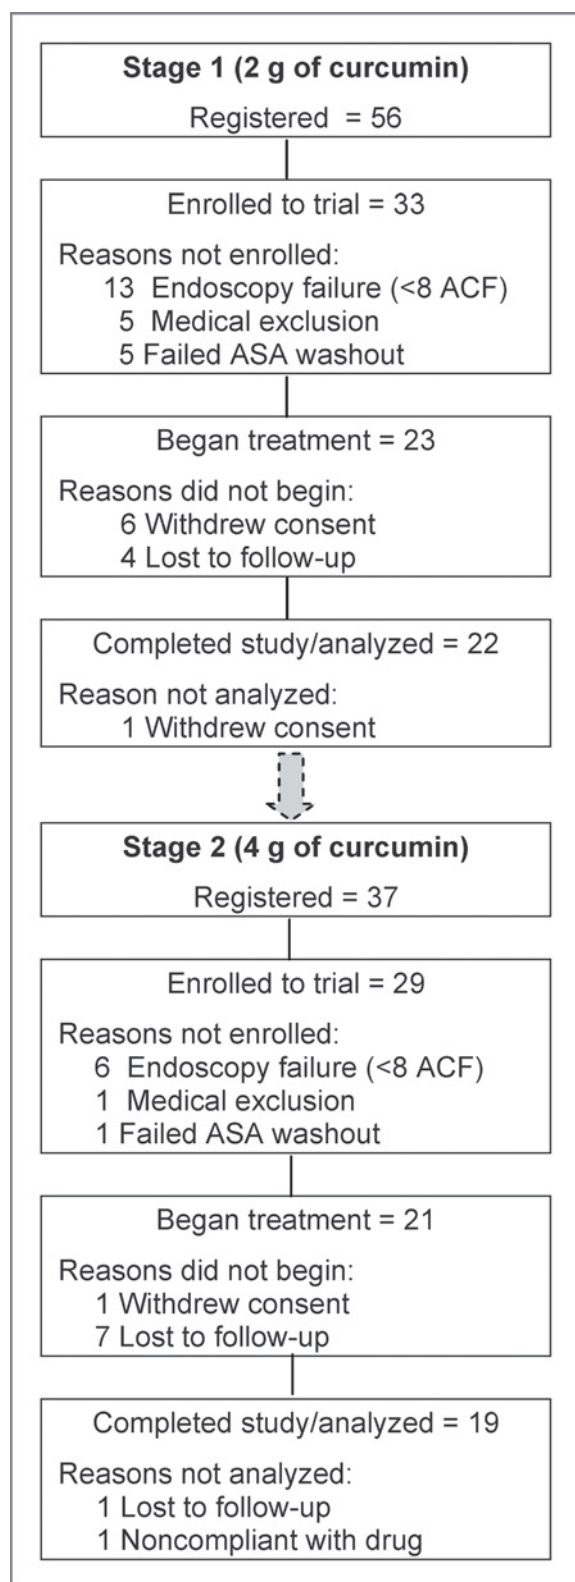 Stage 1 (2 g of curcumin)
Registered = 56
Enrolled to trial = 33
Reasons not enrolled:
13 Endoscopy failure (<8 ACF)
5 Medical exclusion
5 Failed ASA washout
Began treatment = 23
Reasons did not begin:
6 Withdrew consent
4 Lost to follow-up
Completed study/analyzed = 22
Reason not analyzed:
1 Withdrew consent
Stage 2 (4 g of curcumin)
Registered = 37
Enrolled to trial = 29
Reasons not enrolled:
6 Endoscopy failure (<8 ACF)
1 Medical exclusion
1 Failed ASA washout
Began treatment = 21
Reasons did not begin:
1 Withdrew consent
7 Lost to follow-up
Completed study/analyzed = 19
Reasons not analyzed:
1 Lost to follow-up
1 Noncompliant with drug